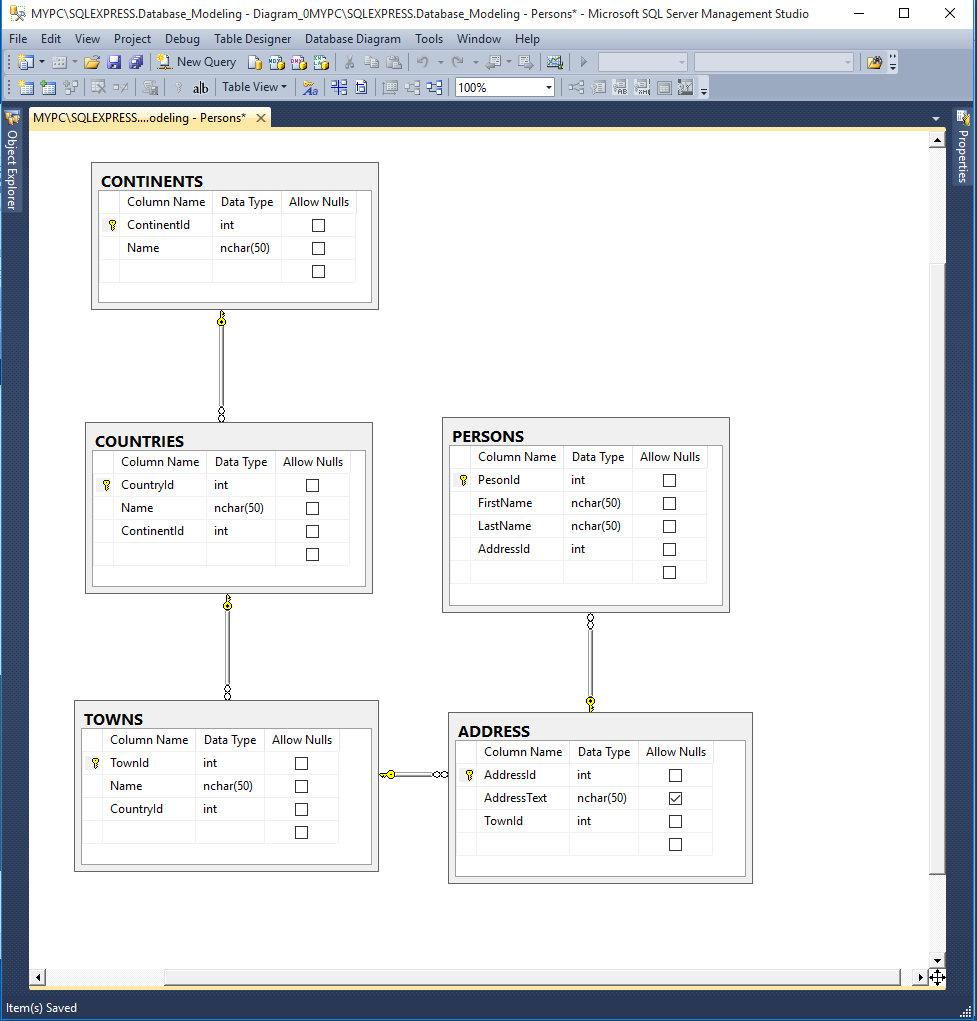 MYPC\SQLEXPRESS.Database_Modeling - Diagram_0MYPC\SQLEXPRESS.Database_Modeling - Persons* - Microsoft SQL Server Management Studio
File Edit View Project Debug Table Designer Database Diagram Tools Window Help
New Query
ab Table View 100%
MYPC\SQLEXPRESS....odeling - Persons*
Object Explorer
Properties
CONTINENTS
Column Name Data Type Allow Nulls
ContinentId int
Name nchar(50)
COUNTRIES
Column Name Data Type Allow Nulls
CountryId int
Name nchar(50)
ContinentId int
PERSONS
Column Name Data Type Allow Nulls
PesonId int
FirstName nchar(50)
LastName nchar(50)
AddressId int
TOWNS
Column Name Data Type Allow Nulls
TownId int
Name nchar(50)
CountryId int
ADDRESS
Column Name Data Type Allow Nulls
AddressId int
AddressText nchar(50)
TownId int
Item(s) Saved